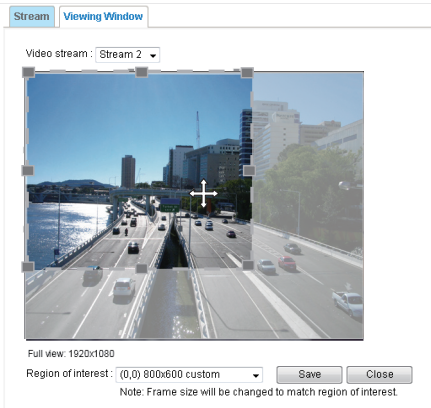 Stream Viewing Window
Video stream : Stream 2
Full view: 1920x1080
Region of interest : (0,0) 800x600 custom Save Close
Note: Frame size will be changed to match region of interest.